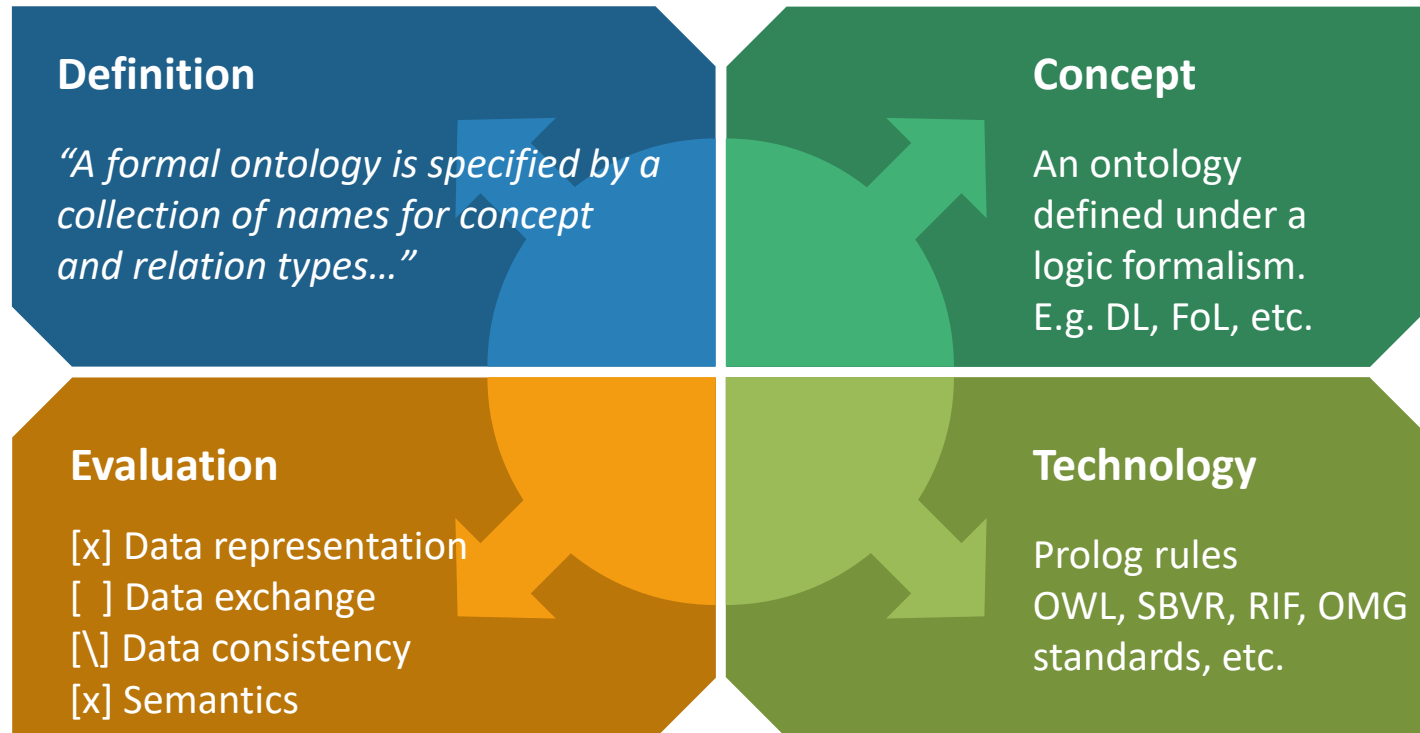 Definition
“A formal ontology is specified by a
collection of names for concept
and relation types…”
Concept
An ontology
defined under a
logic formalism.
E.g. DL, FoL, etc.
Evaluation
[x] Data representation
[ ] Data exchange
[\] Data consistency
[x] Semantics
Technology
Prolog rules
OWL, SBVR, RIF, OMG
standards, etc.